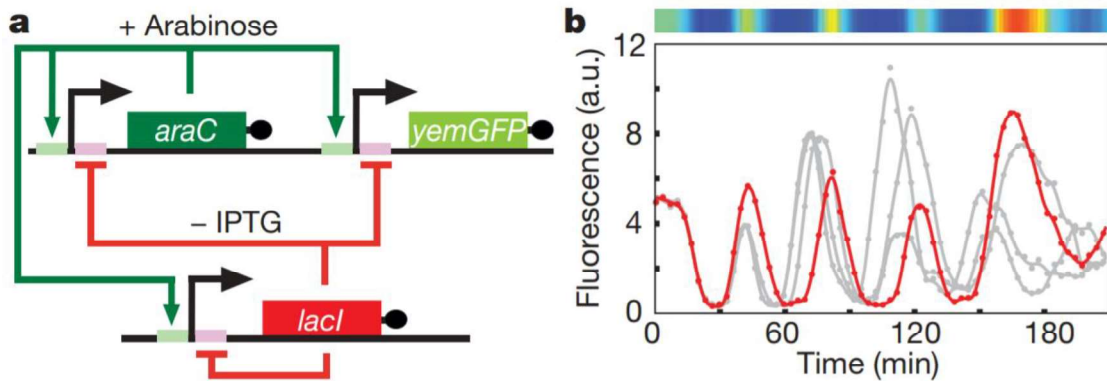 a
+ Arabinose
araC
yemGFP
– IPTG
lacI
b
Fluorescence (a.u.)
12
8
4
0
0
60
120
180
Time (min)